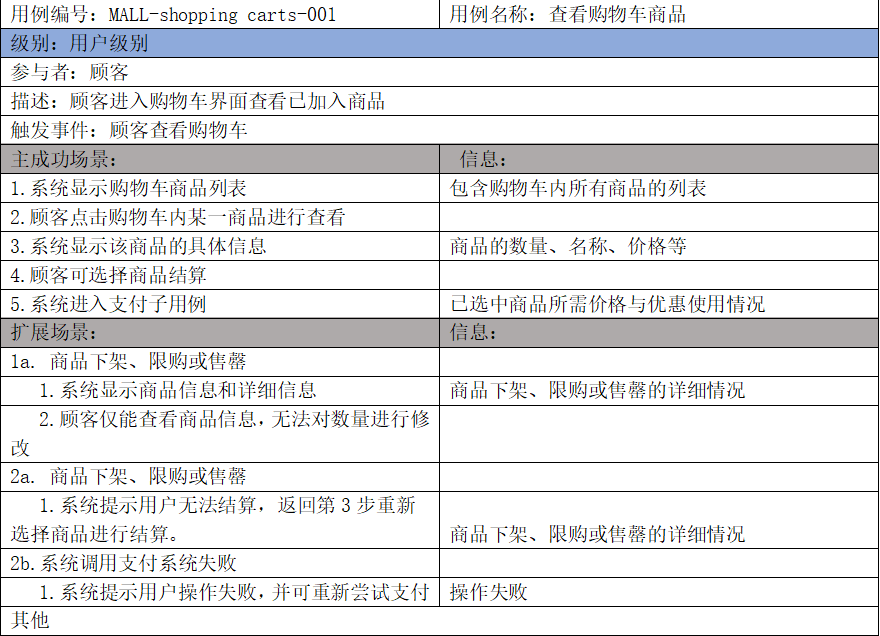 用例编号：MALL-shopping carts-001 用例名称：查看购物车商品
级别：用户级别
参与者：顾客
描述：顾客进入购物车界面查看已加入商品
触发事件：顾客查看购物车
主成功场景： 信息：
1.系统显示购物车商品列表 包含购物车内所有商品的列表
2.顾客点击购物车内某一商品进行查看
3.系统显示该商品的具体信息 商品的数量、名称、价格等
4.顾客可选择商品结算
5.系统进入支付子用例 已选中商品所需价格与优惠使用情况
扩展场景： 信息：
1a. 商品下架、限购或售罄
1.系统显示商品信息和详细信息 商品下架、限购或售罄的详细情况
2.顾客仅能查看商品信息,无法对数量进行修
改
2a. 商品下架、限购或售罄
1.系统提示用户无法结算，返回第 3 步重新
选择商品进行结算。 商品下架、限购或售罄的详细情况
2b.系统调用支付系统失败
1.系统提示用户操作失败,并可重新尝试支付 操作失败
其他